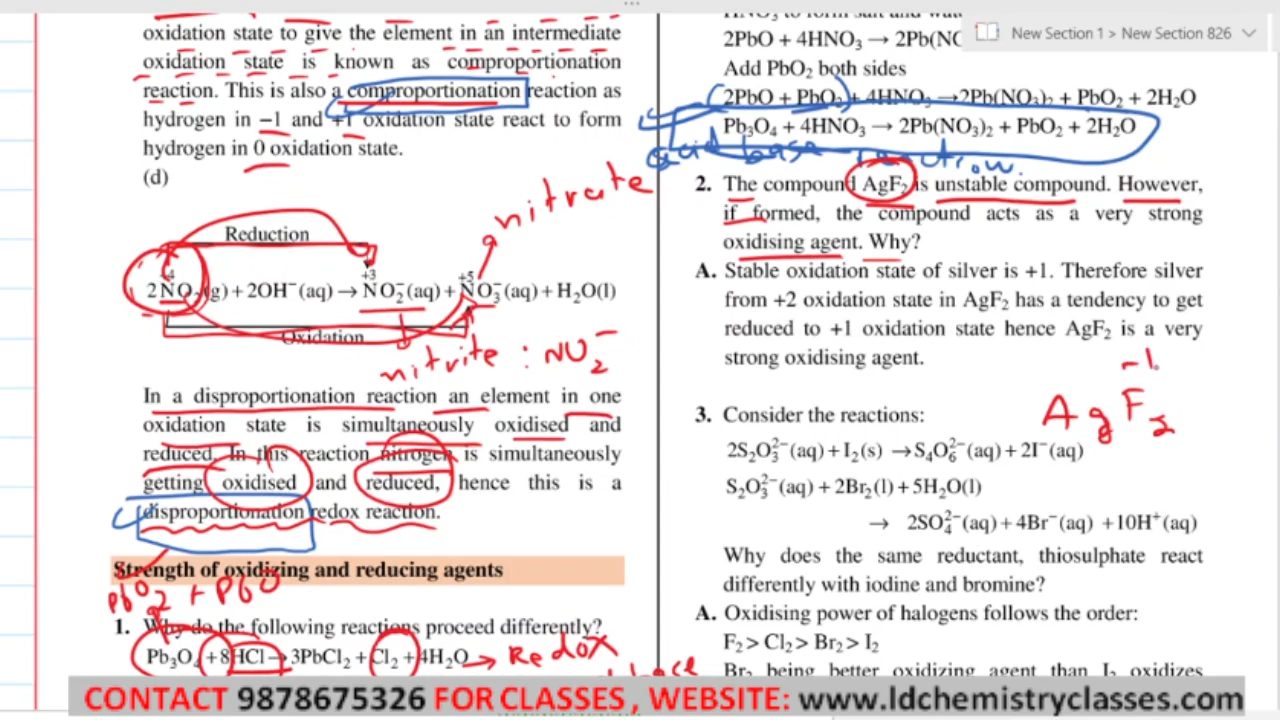 oxidation state to give the element in an intermediate
oxidation state is known as comproportionation
reaction. This is also a comproportionation reaction as
hydrogen in −1 and +1 oxidation state react to form
hydrogen in 0 oxidation state.
(d)
nitrate
Reduction
+4 +3 +5
2NO₂(g) + 2OH⁻(aq) → NO₂⁻(aq) + NO₃⁻(aq) + H₂O(l)
Oxidation
nitrite : NO₂⁻
In a disproportionation reaction an element in one
oxidation state is simultaneously oxidised and
reduced. In this reaction nitrogen is simultaneously
getting oxidised and reduced, hence this is a
disproportionation redox reaction.
Strength of oxidizing and reducing agents
PbO₂ + PbO
1. Why do the following reactions proceed differently?
Pb₃O₄ + 8HCl → 3PbCl₂ + Cl₂ + 4H₂O → Redox
New Section 1 > New Section 826
2PbO + 4HNO₃ → 2Pb(NO
Add PbO₂ both sides
2PbO + PbO₂ + 4HNO₃ → 2Pb(NO₃)₂ + PbO₂ + 2H₂O
Pb₃O₄ + 4HNO₃ → 2Pb(NO₃)₂ + PbO₂ + 2H₂O
acid base reaction.
2. The compound AgF₂ is unstable compound. However,
if formed, the compound acts as a very strong
oxidising agent. Why?
A. Stable oxidation state of silver is +1. Therefore silver
from +2 oxidation state in AgF₂ has a tendency to get
reduced to +1 oxidation state hence AgF₂ is a very
strong oxidising agent.
−1
AgF₂
3. Consider the reactions:
2S₂O₃²⁻(aq) + I₂(s) → S₄O₆²⁻(aq) + 2I⁻(aq)
S₂O₃²⁻(aq) + 2Br₂(l) + 5H₂O(l)
→ 2SO₄²⁻(aq) + 4Br⁻(aq) + 10H⁺(aq)
Why does the same reductant, thiosulphate react
differently with iodine and bromine?
A. Oxidising power of halogens follows the order:
F₂ > Cl₂ > Br₂ > I₂
Br₂ being better oxidizing agent than I₂ oxidizes
CONTACT 9878675326 FOR CLASSES , WEBSITE: www.ldchemistryclasses.com